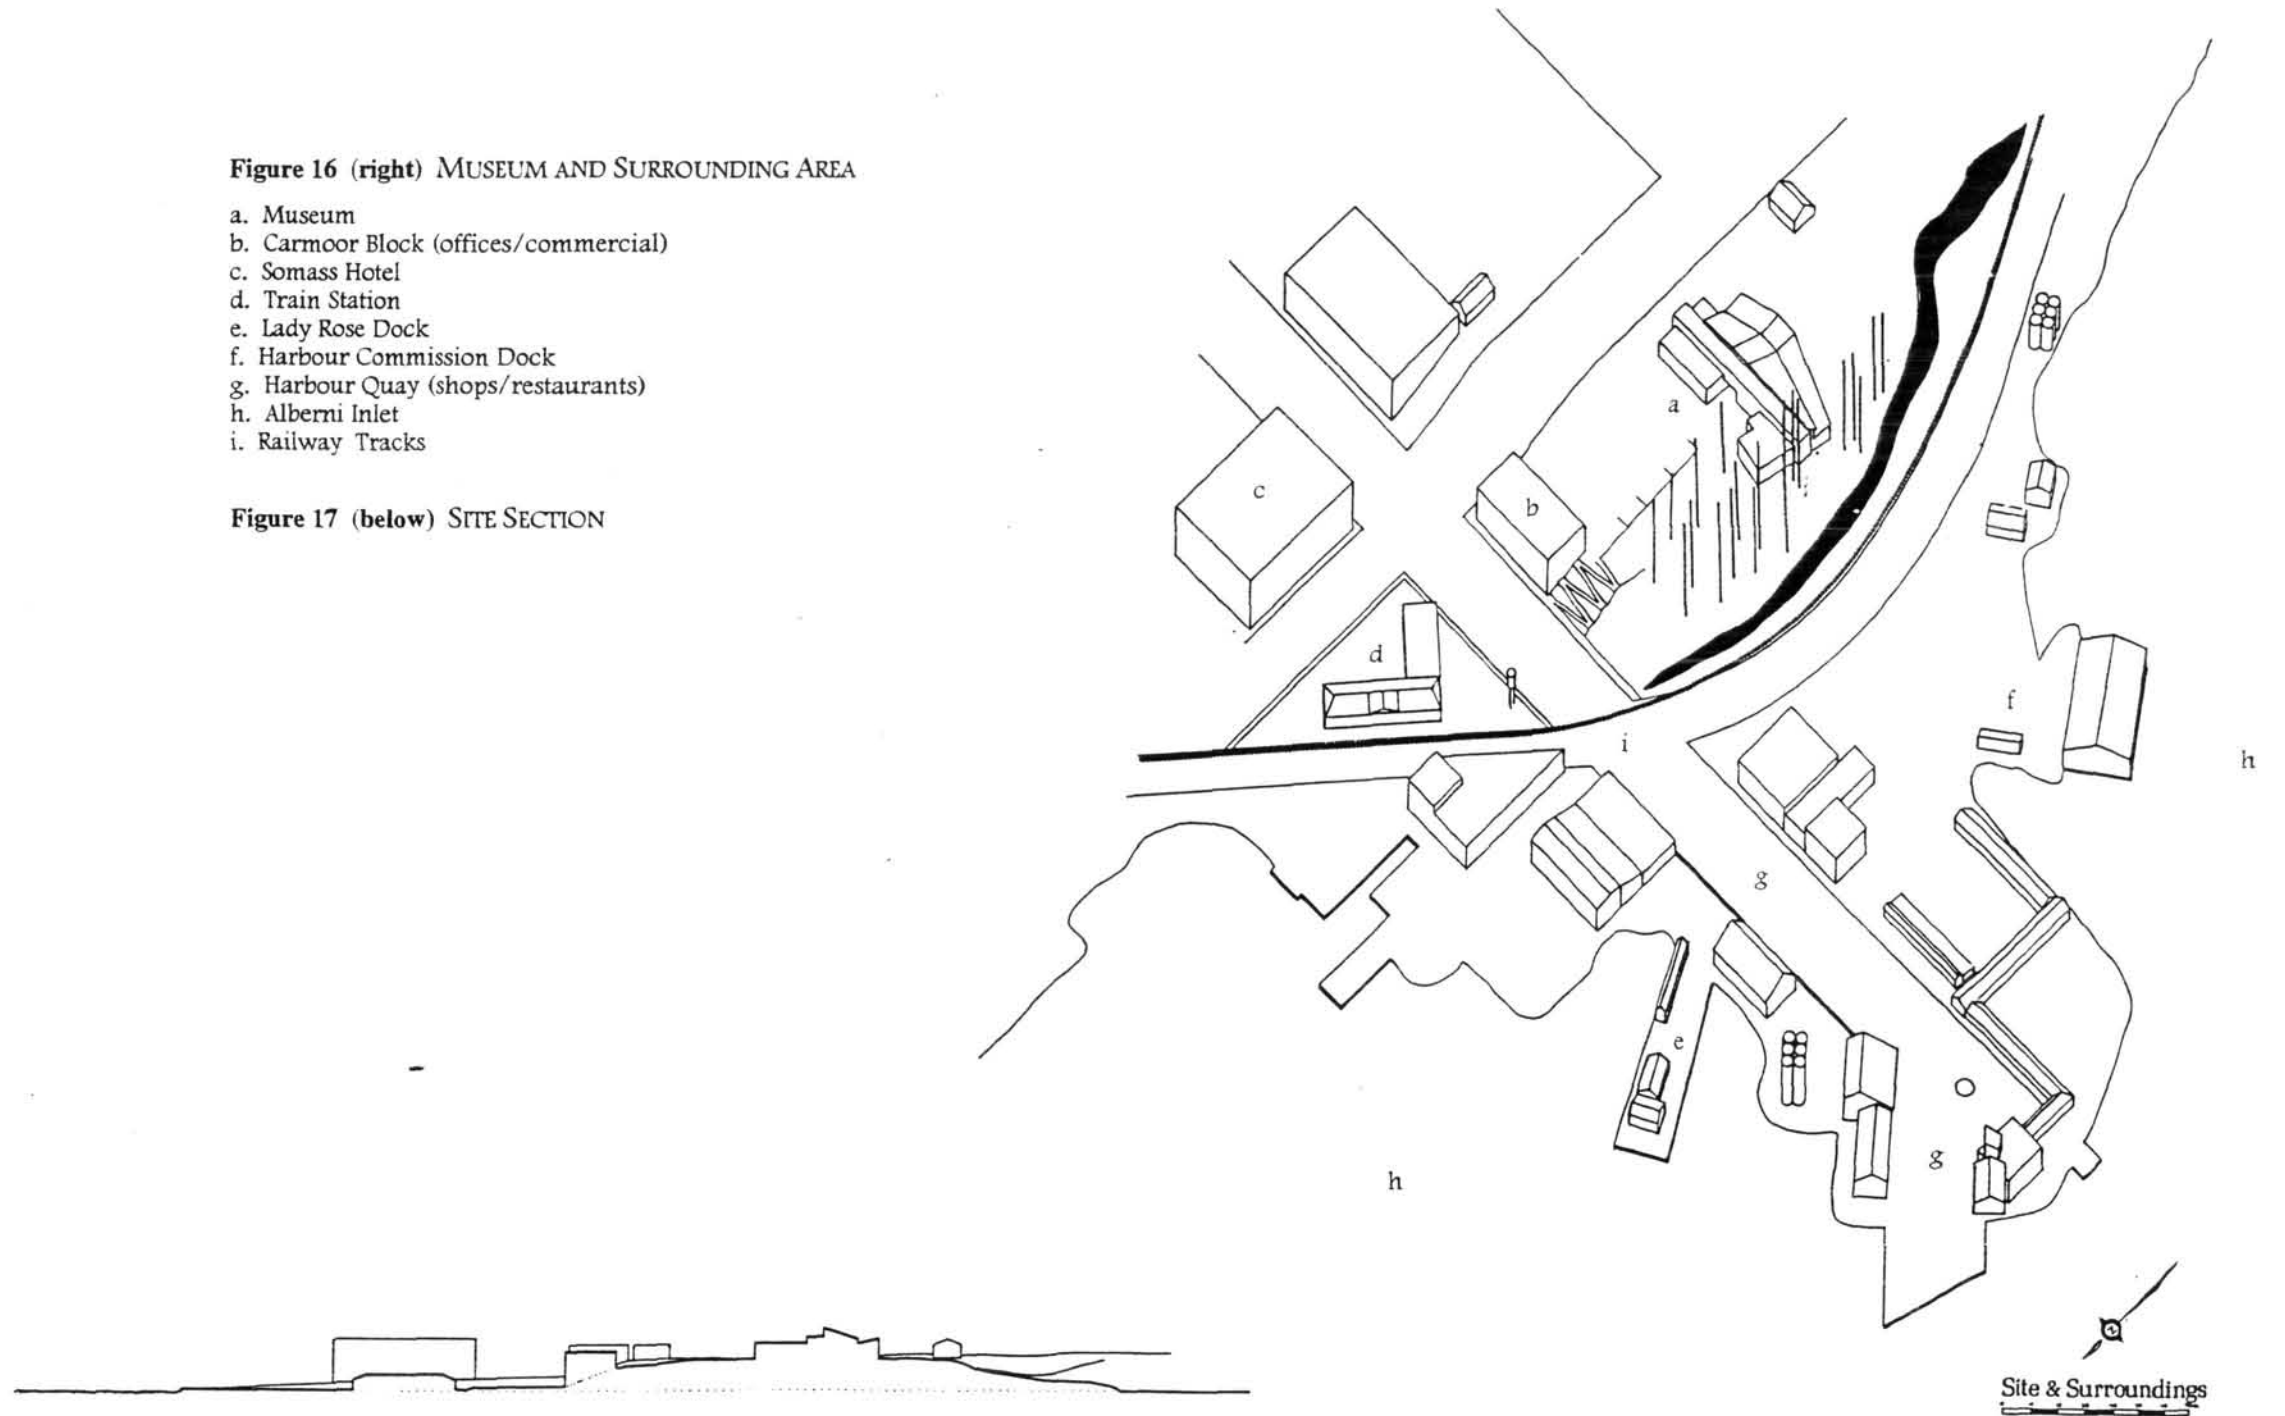 Figure 16 (right) MUSEUM AND SURROUNDING AREA
a. Museum
b. Carmoor Block (offices/commercial)
c. Somass Hotel
d. Train Station
e. Lady Rose Dock
f. Harbour Commission Dock
g. Harbour Quay (shops/restaurants)
h. Alberni Inlet
i. Railway Tracks
Figure 17 (below) SITE SECTION
a
c
b
d
f
i
h
g
e
g
h
Site & Surroundings